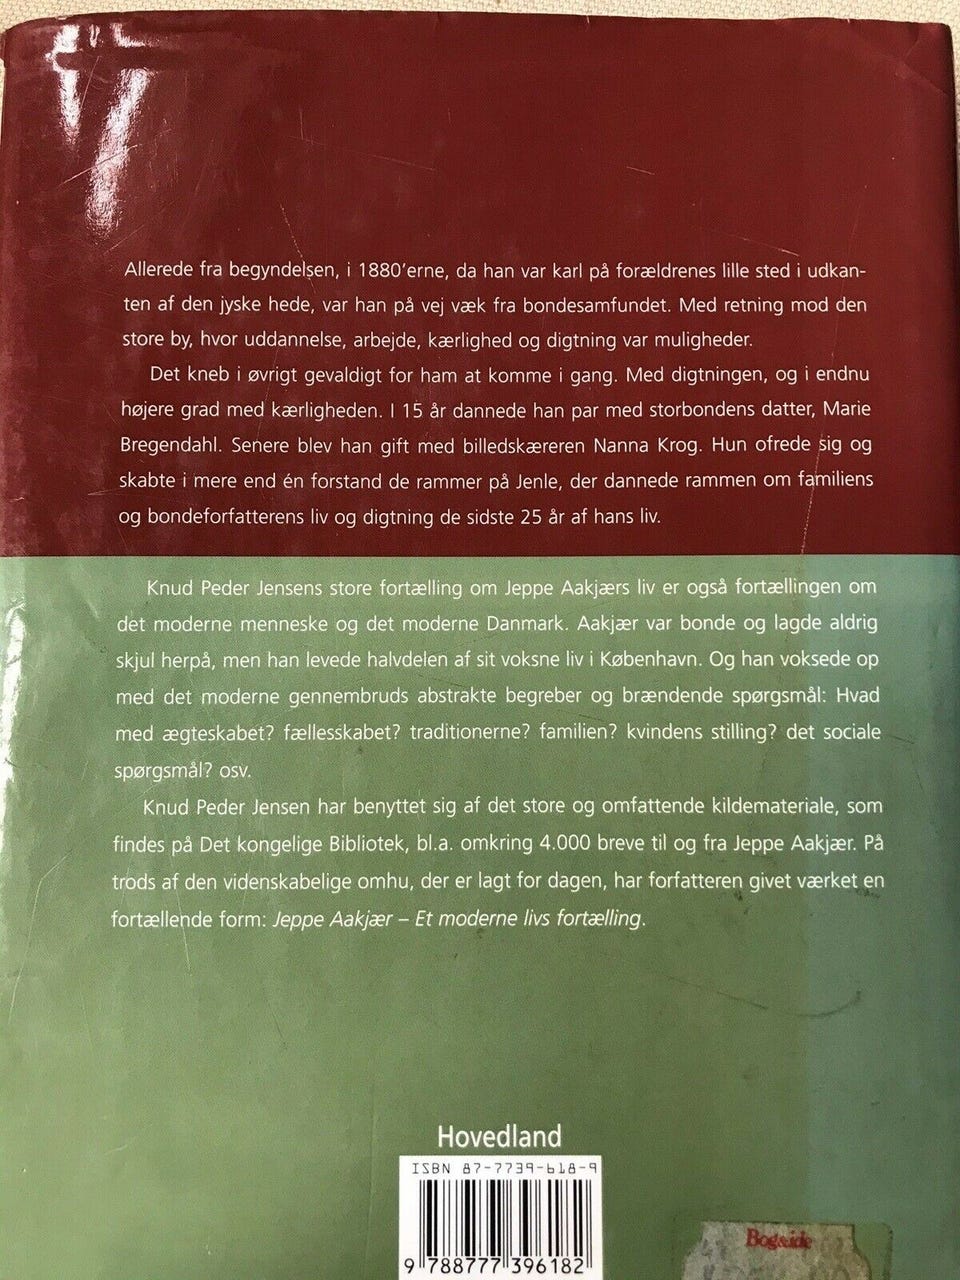 Allerede fra begyndelsen, i 1880'erne, da han var karl på forældrenes lille sted i udkan-
ten af den jyske hede, var han på vej væk fra bondesamfundet. Med retning mod den
store by, hvor uddannelse, arbejde, kærlighed og digtning var muligheder.
Det kneb i øvrigt gevaldigt for ham at komme i gang. Med digtningen, og i endnu
højere grad med kærligheden. I 15 år dannede han par med storbondens datter, Marie
Bregendahl. Senere blev han gift med billedskæreren Nanna Krog. Hun ofrede sig og
skabte i mere end én forstand de rammer på Jenle, der dannede rammen om familiens
og bondeforfatterens liv og digtning de sidste 25 år af hans liv.
Knud Peder Jensens store fortælling om Jeppe Aakjærs liv er også fortællingen om
det moderne menneske og det moderne Danmark. Aakjær var bonde og lagde aldrig
skjul herpå, men han levede halvdelen af sit voksne liv i København. Og han voksede op
med det moderne gennembruds abstrakte begreber og brændende spørgsmål: Hvad
med ægteskabet? fællesskabet? traditionerne? familien? kvindens stilling? det sociale
spørgsmål? osv.
Knud Peder Jensen har benyttet sig af det store og omfattende kildemateriale, som
findes på Det kongelige Bibliotek, bl.a. omkring 4.000 breve til og fra Jeppe Aakjær. På
trods af den videnskabelige omhu, der er lagt for dagen, har forfatteren givet værket en
fortællende form: Jeppe Aakjær – Et moderne livs fortælling.
Hovedland
ISBN 87-7739-618-9
9 788777 396182
Bog&ide